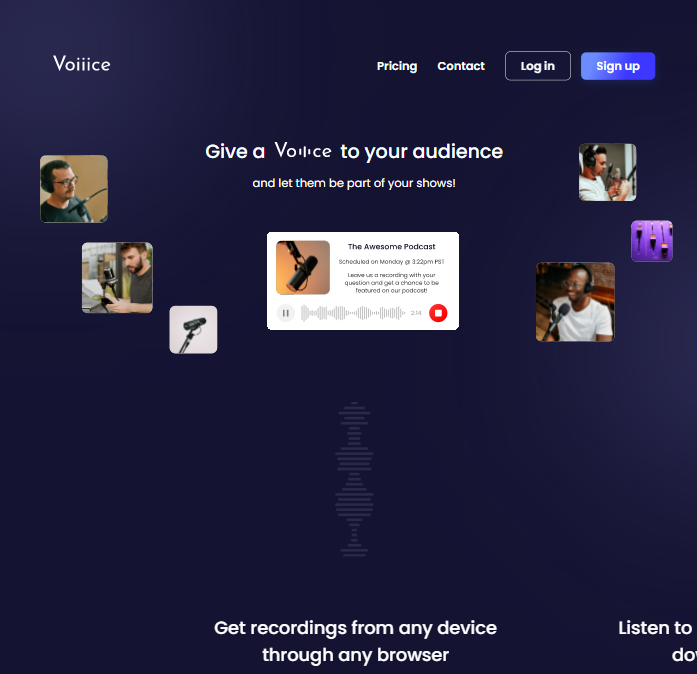 Voiiice
Pricing
Contact
Log in
Sign up
Give a Voiiice to your audience
and let them be part of your shows!
The Awesome Podcast
Scheduled on Monday @ 3:22pm PST
Leave us a recording with your
question and get a chance to be
featured on our podcast!
2:14
Get recordings from any device
through any browser
Listen to
dow